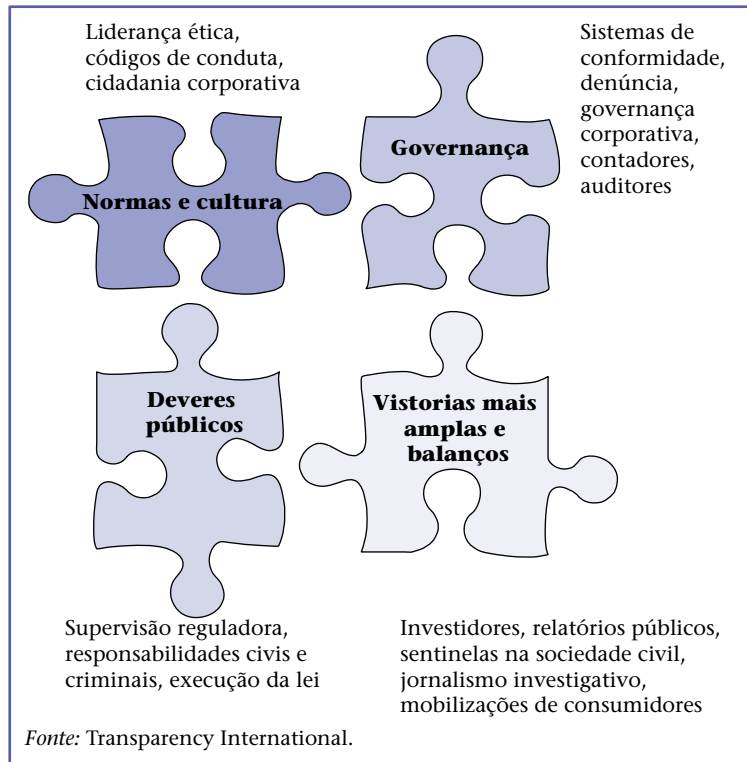 Liderança ética,
códigos de conduta,
cidadania corporativa
Normas e cultura
Governança
Sistemas de
conformidade,
denúncia,
governança
corporativa,
contadores,
auditores
Deveres
públicos
Vistorias mais
amplas e
balanços
Supervisão reguladora,
responsabilidades civis e
criminais, execução da lei
Investidores, relatórios públicos,
sentinelas na sociedade civil,
jornalismo investigativo,
mobilizações de consumidores
Fonte: Transparency International.